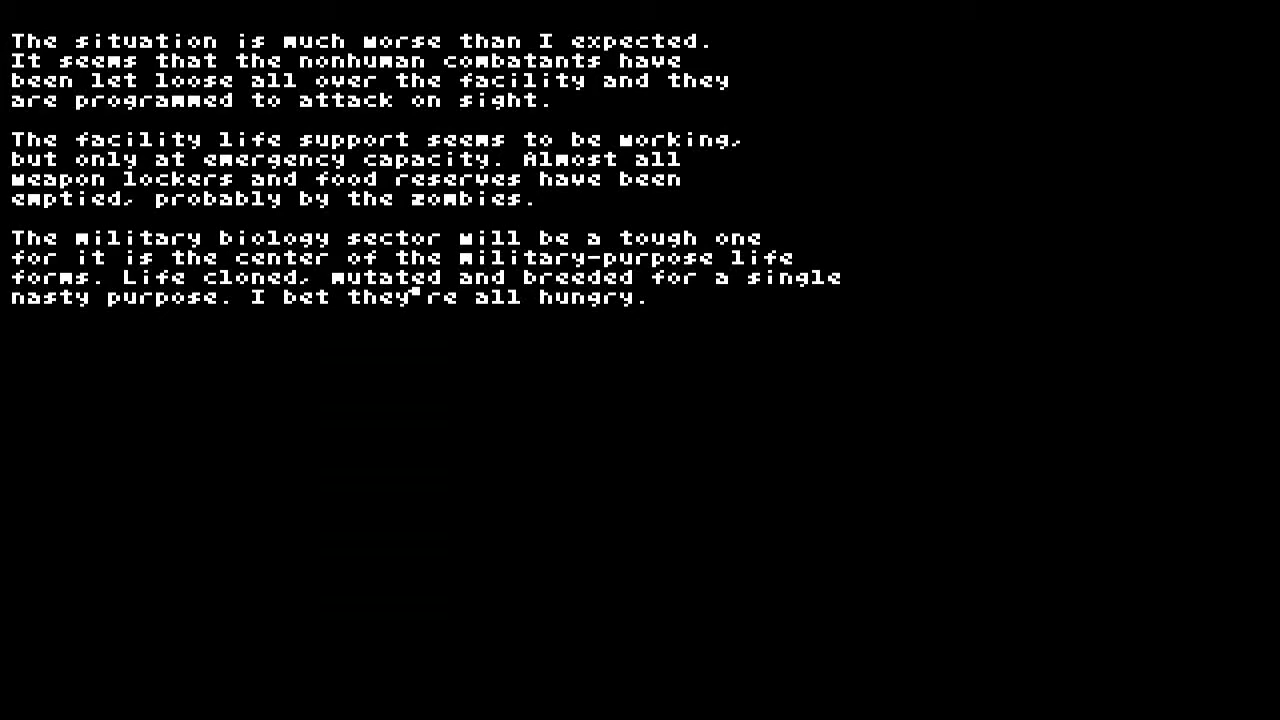 The situation is much worse than I expected.
It seems that the nonhuman combatants have
been let loose all over the facility and they
are programmed to attack on sight.
The facility life support seems to be working,
but only at emergency capacity. Almost all
weapon lockers and food reserves have been
emptied, probably by the zombies.
The military biology sector will be a tough one
for it is the center of the military-purpose life
forms. Life cloned, mutated and breeded for a single
nasty purpose. I bet they're all hungry.